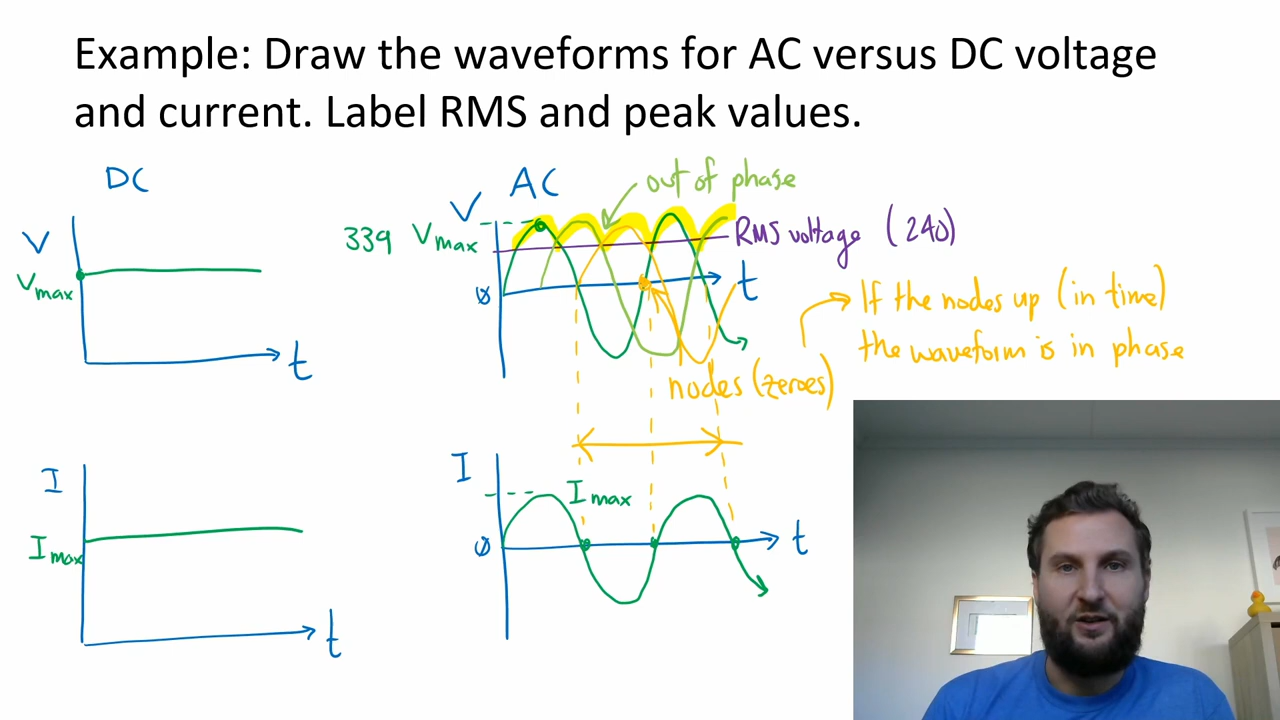 Example: Draw the waveforms for AC versus DC voltage
and current. Label RMS and peak values.
DC
V
Vmax
t
I
Imax
t
AC
out of phase
V
339 Vmax
RMS voltage (240)
0
t
If the nodes up (in time)
the waveform is in phase
nodes (zeroes)
I
Imax
0
t